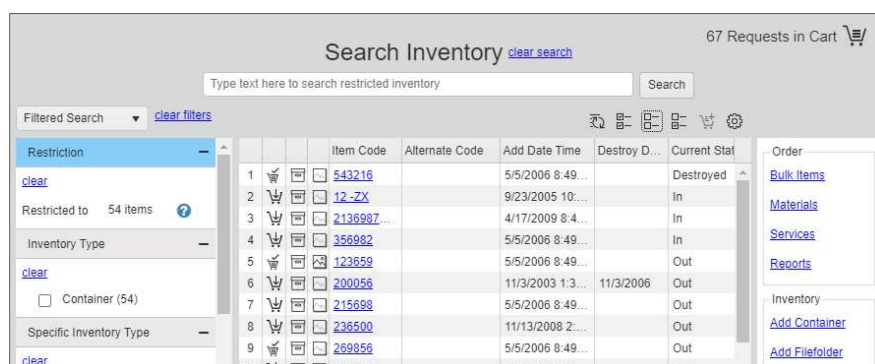 67 Requests in Cart
Search Inventory clear search
Type text here to search restricted inventory Search
Filtered Search clear filters
Restriction
clear
Restricted to 54 items
Inventory Type
clear
Container (54)
Specific Inventory Type
clear
Item Code Alternate Code Add Date Time Destroy D... Current Stat
1 543216 5/5/2006 8:49... Destroyed
2 12 -ZX 9/23/2005 10:... In
3 2136987... 4/17/2009 8:4... In
4 356982 5/5/2006 8:49... In
5 123659 5/5/2006 8:49... Out
6 200056 11/3/2003 1:3... 11/3/2006 Out
7 215698 5/5/2006 8:49... Out
8 236500 11/13/2008 2:... Out
9 269856 5/5/2006 8:49... Out
Order
Bulk Items
Materials
Services
Reports
Inventory
Add Container
Add Filefolder